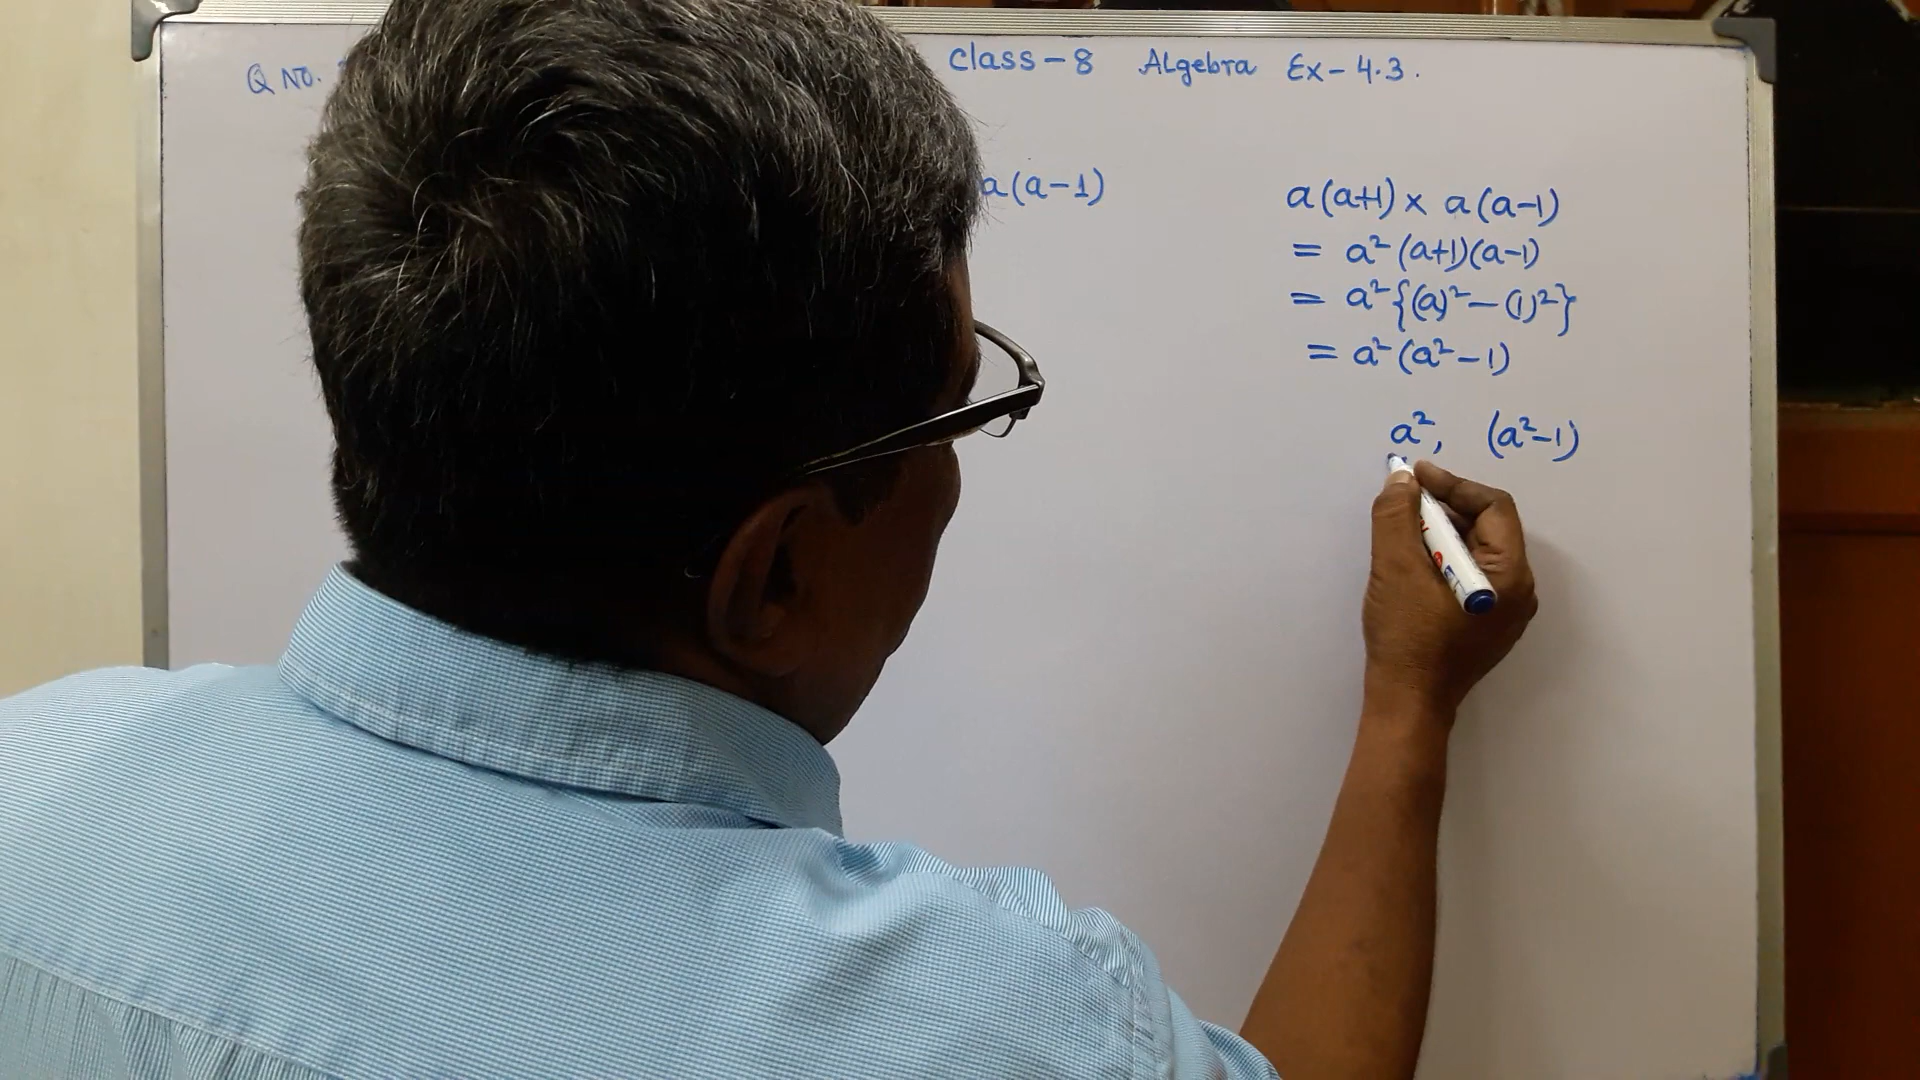 Q NO.
Class-8 Algebra Ex-4.3.
a(a-1)
a(a+1) x a(a-1)
= a²(a+1)(a-1)
= a²{(a)²-(1)²}
= a²(a²-1)
a², (a²-1)